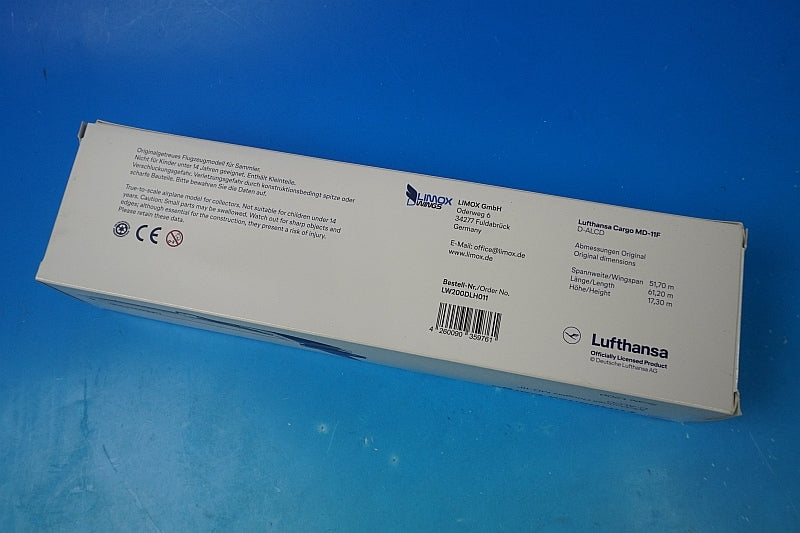 Originalgetreues Flugzeugmodell für Sammler.
Nicht für Kinder unter 14 Jahren geeignet. Enthält Kleinteile.
Verschluckungsgefahr. Verletzungsgefahr durch konstruktionsbedingt spitze oder
scharfe Bauteile. Bitte bewahren Sie die Daten auf.
True-to-scale airplane model for collectors. Not suitable for children under 14
years. Caution: Small parts may be swallowed. Watch out for sharp objects and
edges; although essential for the construction, they present a risk of injury.
Please retain these data.
CE
0-3
LIMOX
WINGS
LIMOX GmbH
Oderweg 6
34277 Fuldabrück
Germany
E-Mail: office@limox.de
www.limox.de
Bestell-Nr./Order No.
LW200DLH011
4 260090 359761
Lufthansa Cargo MD-11F
D-ALCD
Abmessungen Original
Original dimensions
Spannweite/Wingspan 51,70 m
Länge/Length 61,20 m
Höhe/Height 17,30 m
Lufthansa
Officially Licensed Product
© Deutsche Lufthansa AG